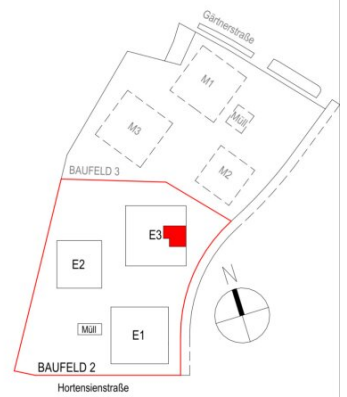 Gärtnerstraße
M1
Müll
M3
M2
BAUFELD 3
E3
E2
N
Müll
E1
BAUFELD 2
Hortensienstraße